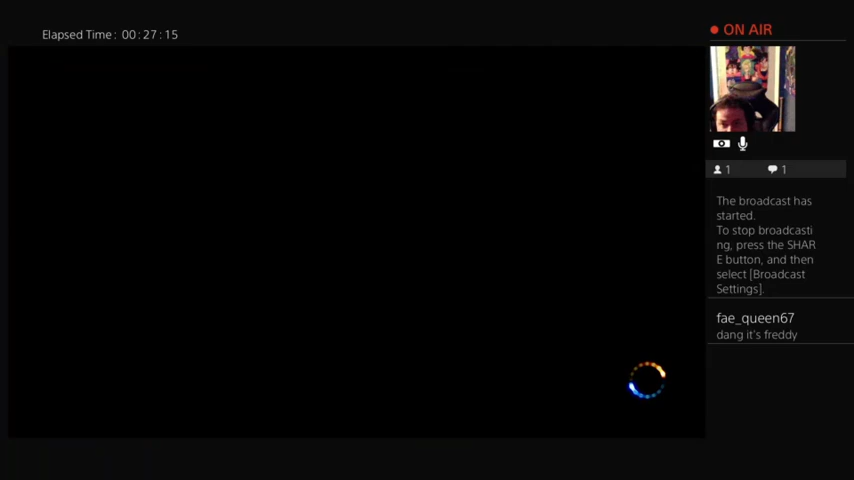 Elapsed Time: 00:27:15
ON AIR
1
1
The broadcast has
started.
To stop broadcasti
ng, press the SHAR
E button, and then
select [Broadcast
Settings].
fae_queen67
dang it's freddy